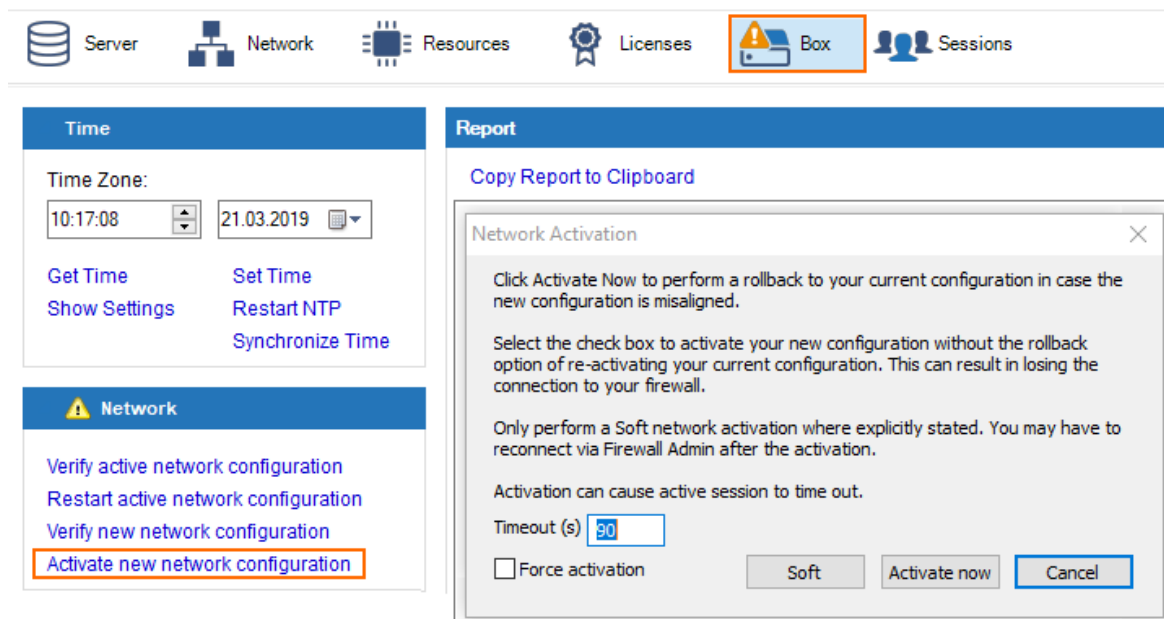 Server
Network
Resources
Licenses
Box
Sessions
Time
Time Zone:
10:17:08
21.03.2019
Get Time
Set Time
Show Settings
Restart NTP
Synchronize Time
Network
Verify active network configuration
Restart active network configuration
Verify new network configuration
Activate new network configuration
Report
Copy Report to Clipboard
Network Activation
Click Activate Now to perform a rollback to your current configuration in case the
new configuration is misaligned.
Select the check box to activate your new configuration without the rollback
option of re-activating your current configuration. This can result in losing the
connection to your firewall.
Only perform a Soft network activation where explicitly stated. You may have to
reconnect via Firewall Admin after the activation.
Activation can cause active session to time out.
Timeout (s) 90
Force activation
Soft
Activate now
Cancel